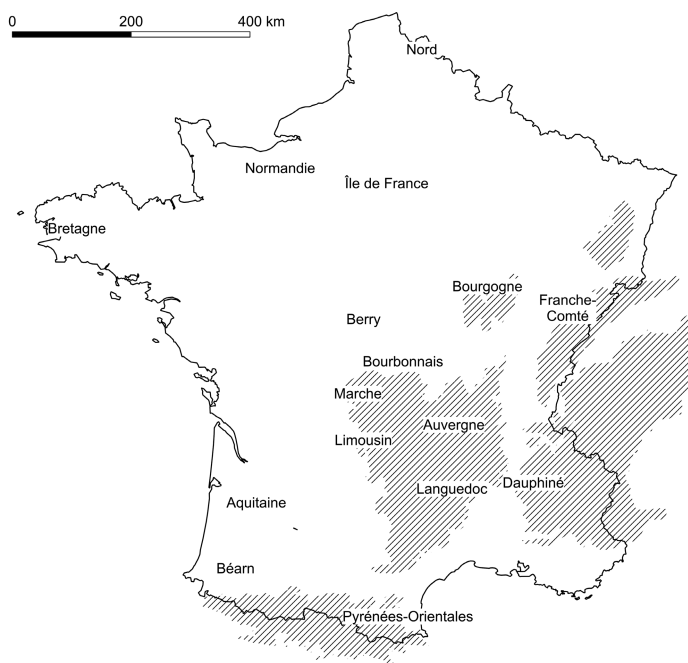 0 200 400 km
Nord
Normandie
Île de France
Bretagne
Bourgogne
Franche-
Comté
Berry
Bourbonnais
Marche
Auvergne
Limousin
Languedoc
Dauphiné
Aquitaine
Béarn
Pyrénées-Orientales